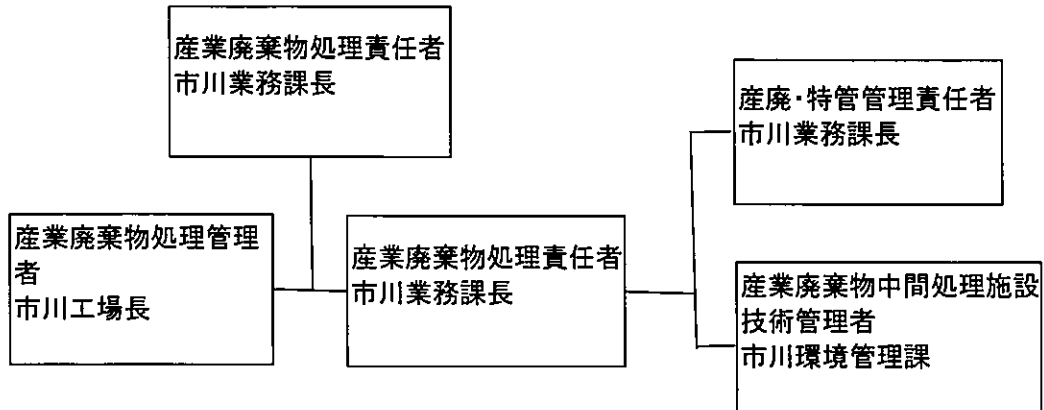 産業廃棄物処理責任者
市川業務課長
産業廃棄物処理管理
者
市川工場長
産業廃棄物処理責任者
市川業務課長
産廃・特管管理責任者
市川業務課長
産業廃棄物中間処理施設
技術管理者
市川環境管理課